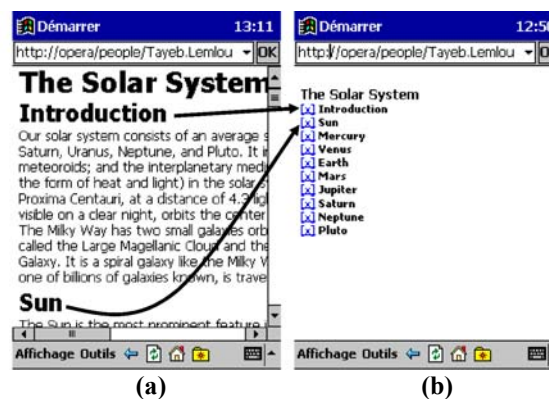 Démarrer 13:11
http://opera/people/Tayeb.Lemlou OK
The Solar System
Introduction
Our solar system consists of an average
Saturn, Uranus, Neptune, and Pluto. It
meteoroids; and the interplanetary
the form of heat and light) in the solar
Proxima Centauri, at a distance of 4.3
visible on a clear night, orbits the center
The Milky Way has two small galaxies orb
called the Large Magellanic Cloud and the
Galaxy. It is a spiral galaxy like the Milky
one of billions of galaxies known, is trave
Sun
The Sun is the most prominent feature
Affichage Outils
(a)
Démarrer 12:50
http://opera/people/Tayeb.Lemlou
The Solar System
[x] Introduction
[x] Sun
[x] Mercury
[x] Venus
[x] Earth
[x] Mars
[x] Jupiter
[x] Saturn
[x] Neptune
[x] Pluto
Affichage Outils
(b)